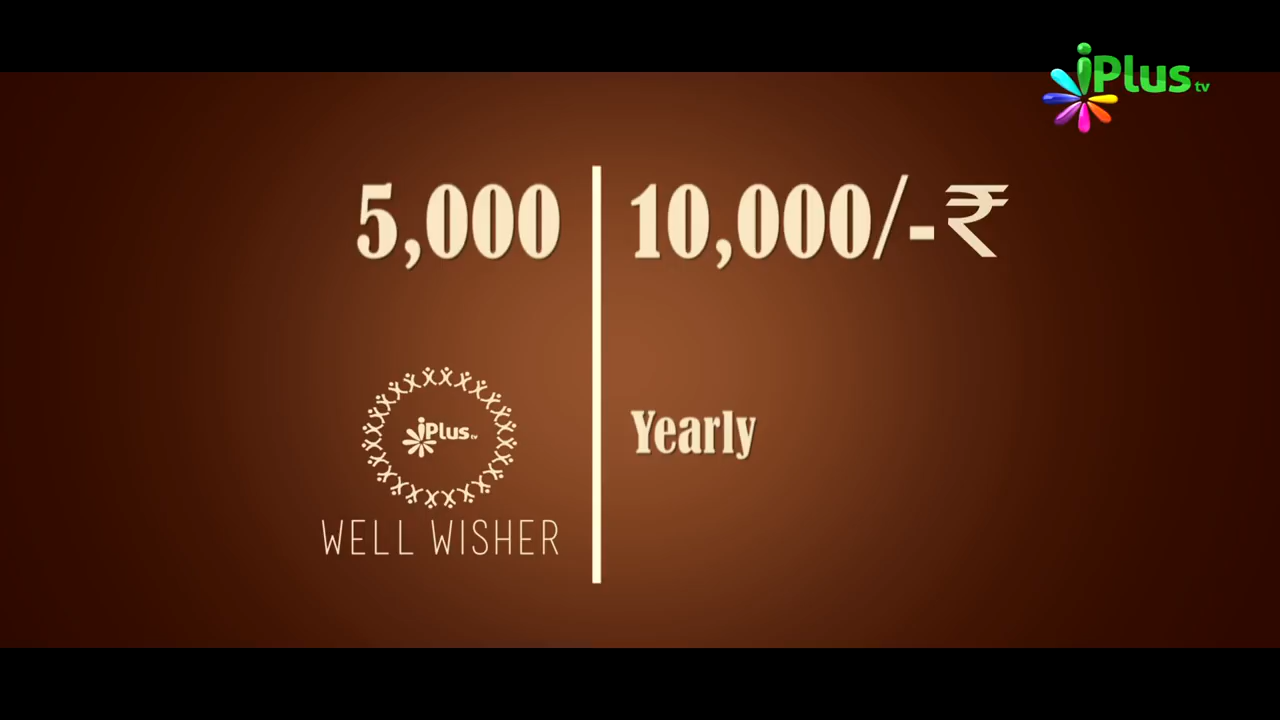 iPlus tv
5,000
10,000/-₹
iPlus tv
WELL WISHER
Yearly